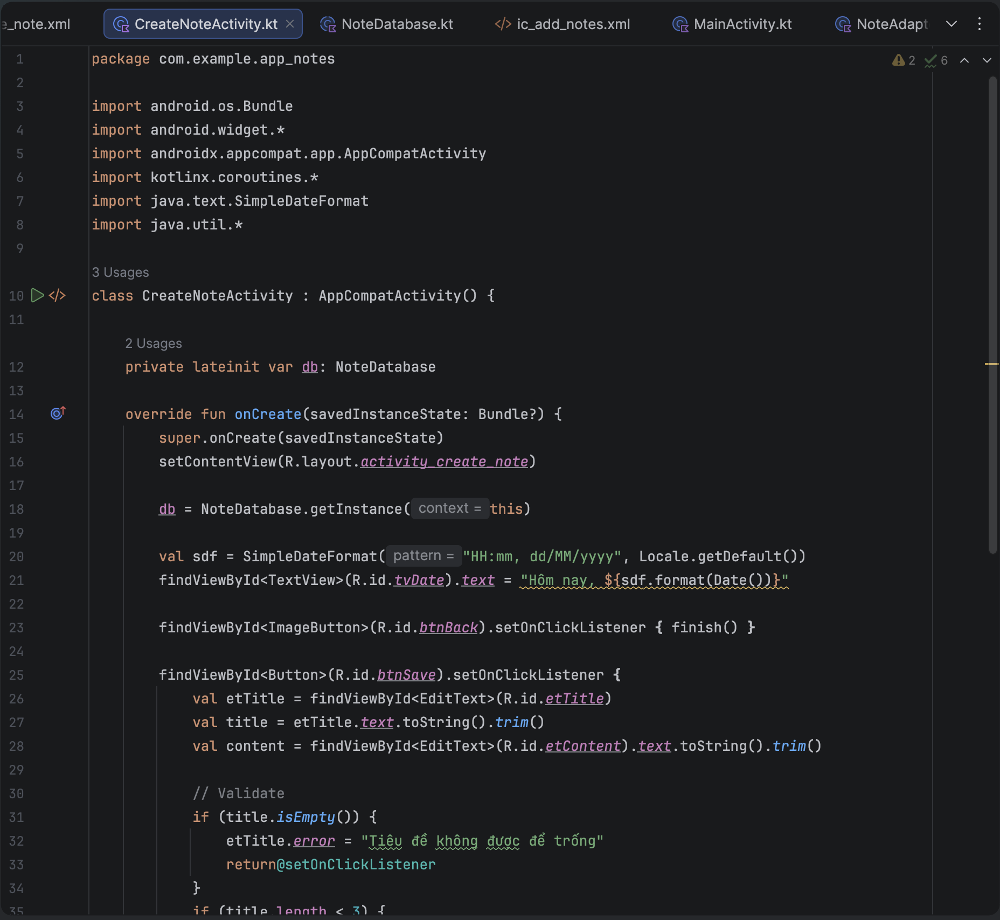 e_note.xml CreateNoteActivity.kt NoteDatabase.kt ic_add_notes.xml MainActivity.kt NoteAdapt
2 6
1 package com.example.app_notes
2
3 import android.os.Bundle
4 import android.widget.*
5 import androidx.appcompat.app.AppCompatActivity
6 import kotlinx.coroutines.*
7 import java.text.SimpleDateFormat
8 import java.util.*
9
3 Usages
10 class CreateNoteActivity : AppCompatActivity() {
11
2 Usages
12 private lateinit var db: NoteDatabase
13
14 override fun onCreate(savedInstanceState: Bundle?) {
15 super.onCreate(savedInstanceState)
16 setContentView(R.layout.activity_create_note)
17
18 db = NoteDatabase.getInstance( context = this)
19
20 val sdf = SimpleDateFormat( pattern = "HH:mm, dd/MM/yyyy", Locale.getDefault())
21 findViewById<TextView>(R.id.tvDate).text = "Hôm nay, ${sdf.format(Date())}"
22
23 findViewById<ImageButton>(R.id.btnBack).setOnClickListener { finish() }
24
25 findViewById<Button>(R.id.btnSave).setOnClickListener {
26 val etTitle = findViewById<EditText>(R.id.etTitle)
27 val title = etTitle.text.toString().trim()
28 val content = findViewById<EditText>(R.id.etContent).text.toString().trim()
29
30 // Validate
31 if (title.isEmpty()) {
32 etTitle.error = "Tiêu đề không được để trống"
33 return@setOnClickListener
34 }
35 if (title.length < 3) {